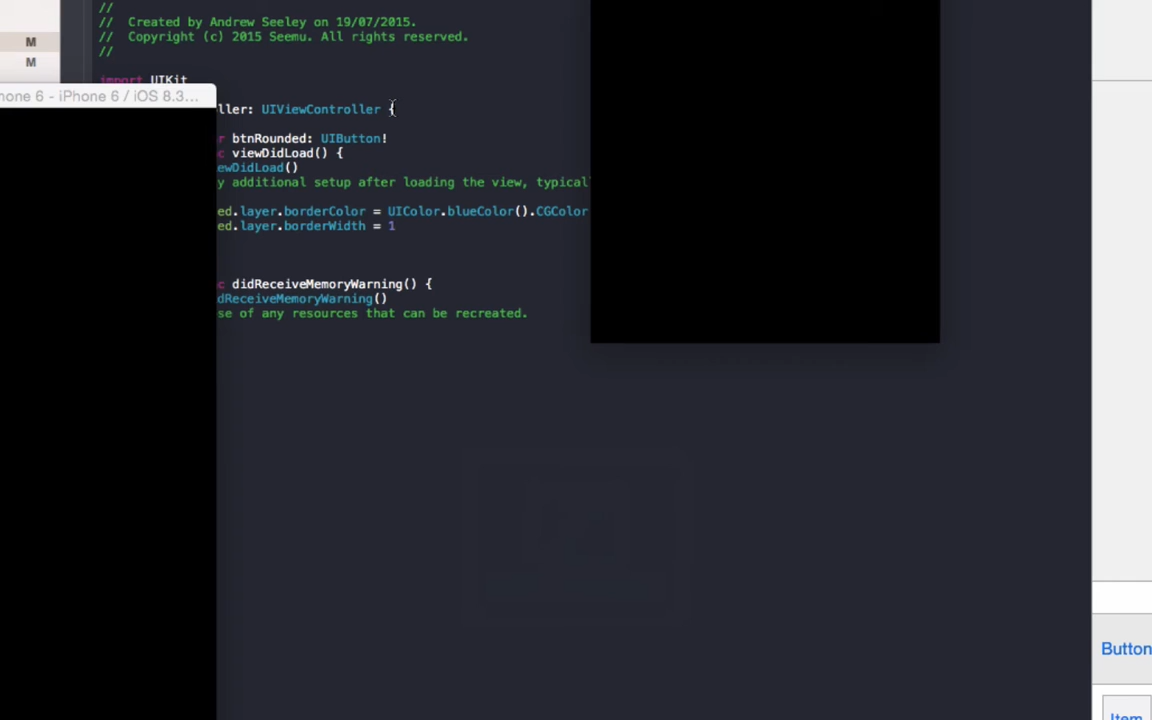 //
//  Created by Andrew Seeley on 19/07/2015.
//  Copyright (c) 2015 Seemu. All rights reserved.
//
M
M
import UIKit
hone 6 - iPhone 6 / iOS 8.3...
ller: UIViewController {
r btnRounded: UIButton!
c viewDidLoad() {
ewDidLoad()
y additional setup after loading the view, typical
ed.layer.borderColor = UIColor.blueColor().CGColor
ed.layer.borderWidth = 1
c didReceiveMemoryWarning() {
dReceiveMemoryWarning()
se of any resources that can be recreated.
Button
Item